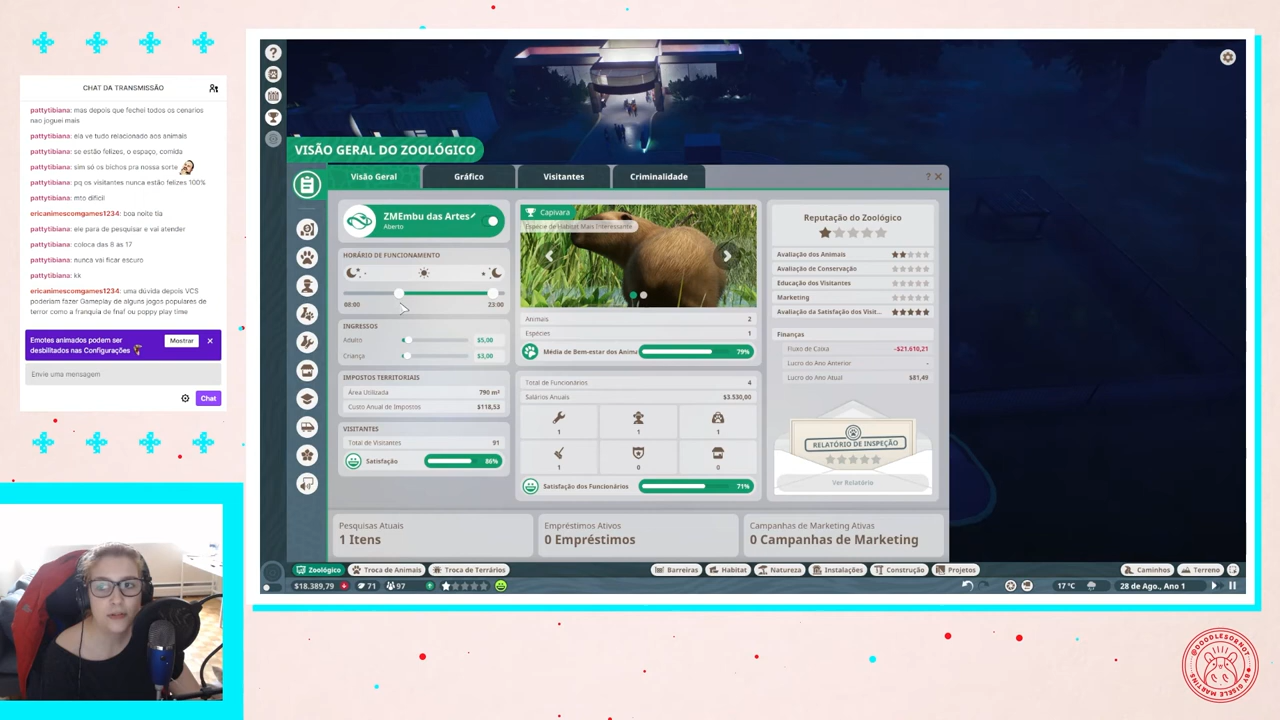 CHAT DA TRANSMISSÃO
pattytibiana: mas depois que fechei todos os cenarios
nao joguei mais
pattytibiana: ela ve tudo relacionado aos animais
pattytibiana: se estão felizes, o espaço, comida
pattytibiana: sim só os bichos pra nossa sorte
pattytibiana: pq os visitantes nunca estão felizes 100%
pattytibiana: mto dificil
ericanimescomgames1234: boa noite tia
pattytibiana: ele para de pesquisar e vai atender
pattytibiana: coloca das 8 as 17
pattytibiana: nunca vai ficar escuro
pattytibiana: kk
ericanimescomgames1234: uma dúvida depois VCS
poderiam fazer Gameplay de alguns jogos populares de
terror como a franquia de fnaf ou poppy play time
Emotes animados podem ser
desbilitados nas Configurações
Mostrar
Envie uma mensagem
Chat
VISÃO GERAL DO ZOOLÓGICO
Visão Geral
Gráfico
Visitantes
Criminalidade
?
ZMEmbu das Artes
Aberto
HORÁRIO DE FUNCIONAMENTO
08:00
23:00
INGRESSOS
Adulto $5,00
Criança $3,00
IMPOSTOS TERRITORIAIS
Área Utilizada 790 m²
Custo Anual de Impostos $118,53
VISITANTES
Total de Visitantes 91
Satisfação 86%
Capivara
Espécie de Habitat Mais Interessante
Animais 2
Espécies 1
Média de Bem-estar dos Anima 79%
Total de Funcionários 4
Salários Anuais $3.530,00
1 1 1
1 0 0
Satisfação dos Funcionários 71%
Reputação do Zoológico
Avaliação dos Animais
Avaliação de Conservação
Educação dos Visitantes
Marketing
Avaliação da Satisfação dos Visit...
Finanças
Fluxo de Caixa -$21.610,21
Lucro do Ano Anterior -
Lucro do Ano Atual $81,49
RELATÓRIO DE INSPEÇÃO
Ver Relatório
Pesquisas Atuais
1 Itens
Empréstimos Ativos
0 Empréstimos
Campanhas de Marketing Ativas
0 Campanhas de Marketing
Zoológico
Troca de Animais
Troca de Terrários
Barreiras
Habitat
Natureza
Instalações
Construção
Projetos
Caminhos
Terreno
$18.389,79
71
97
17 ºC
28 de Ago., Ano 1
@DOODLESORNOT
BY GISELE MARTINS